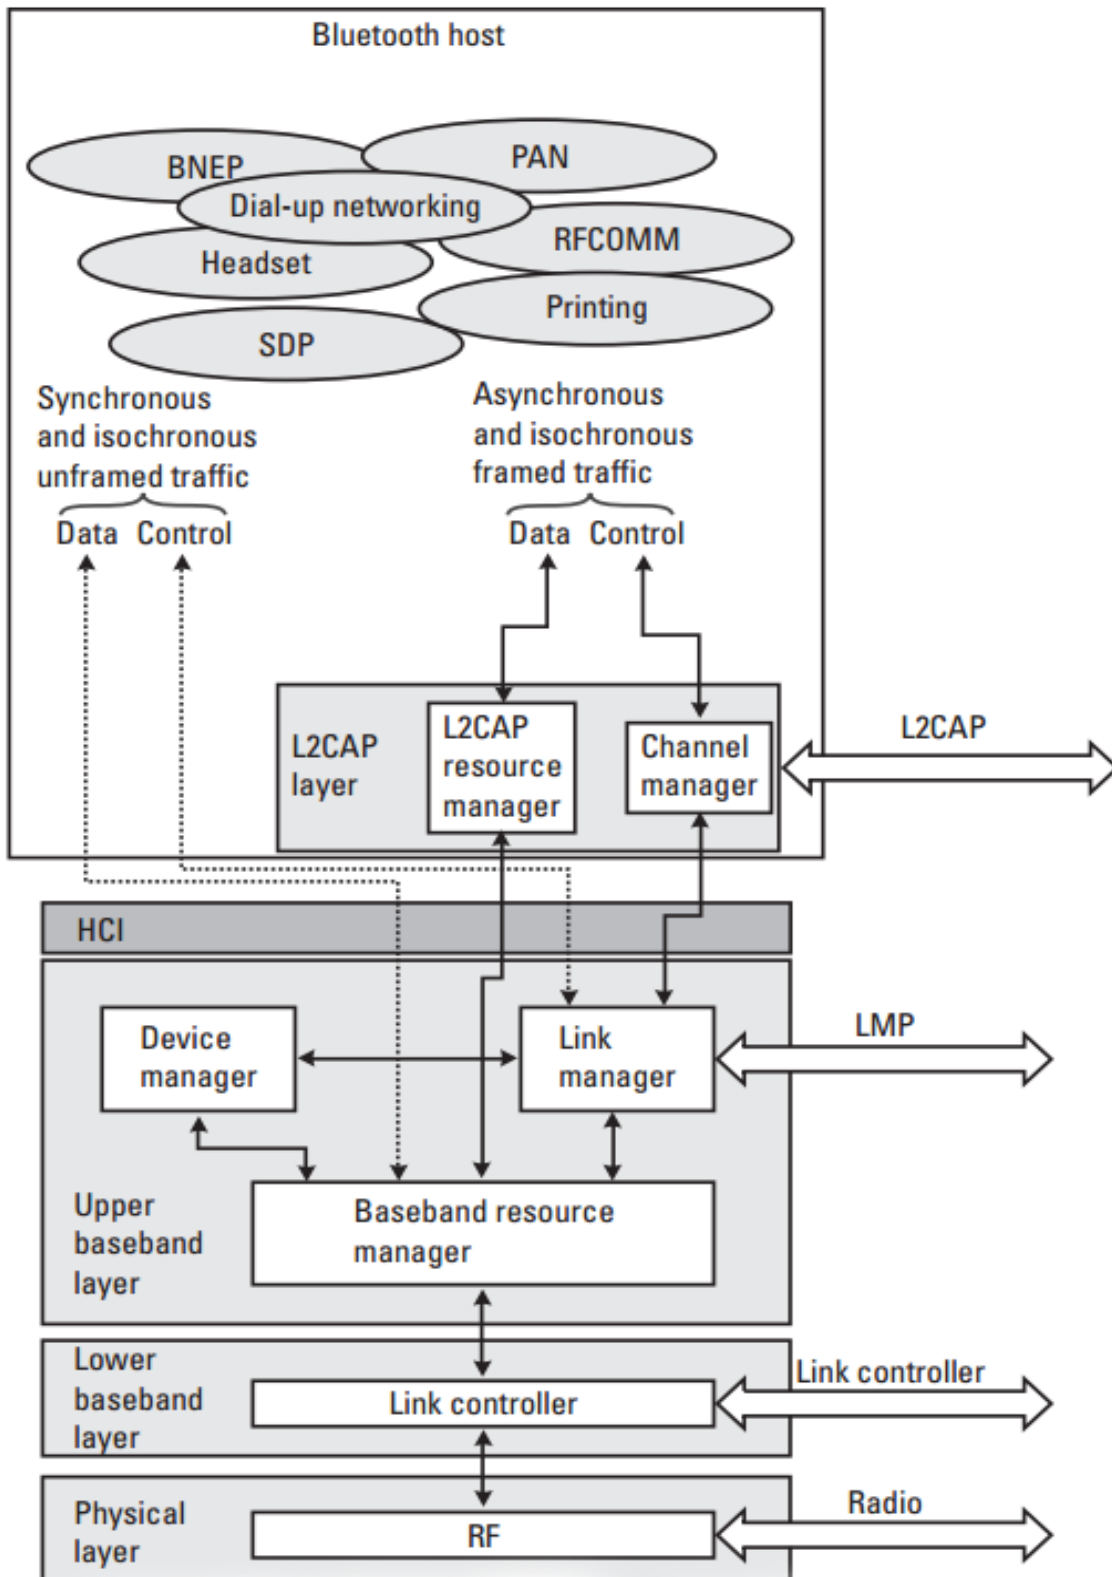 Bluetooth host
BNEP
PAN
Dial-up networking
RFCOMM
Headset
Printing
SDP
Synchronous
and isochronous
unframed traffic
Data Control
Asynchronous
and isochronous
framed traffic
Data Control
L2CAP
layer
L2CAP
resource
manager
Channel
manager
L2CAP
HCI
Device
manager
Link
manager
LMP
Upper
baseband
layer
Baseband resource
manager
Lower
baseband
layer
Link controller
Link controller
Physical
layer
RF
Radio